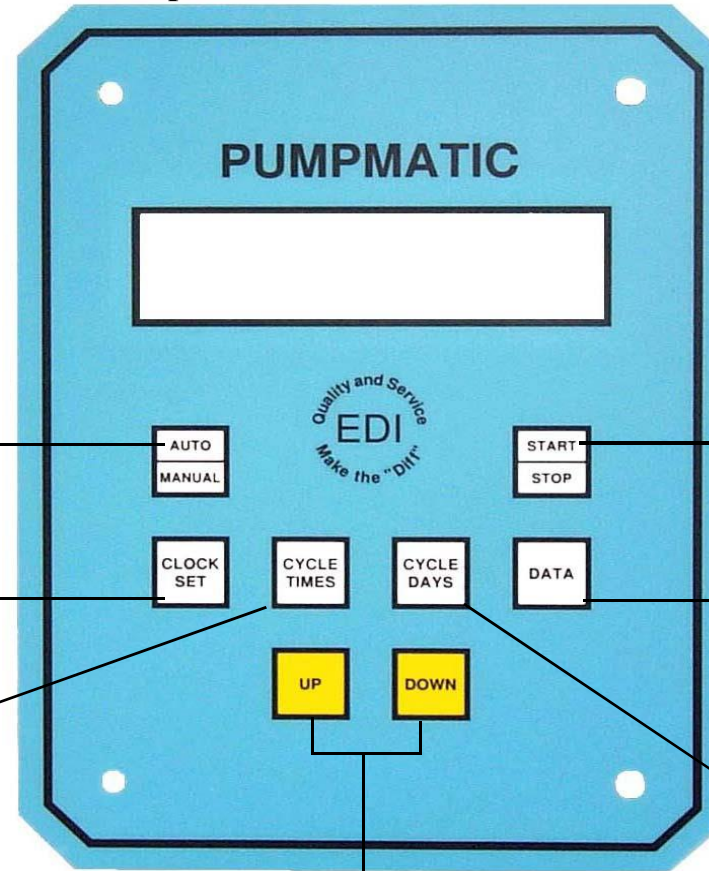 PUMPMATIC
Quality and Service
EDI
Make the "Diff"
AUTO
MANUAL
START
STOP
CLOCK
SET
CYCLE
TIMES
CYCLE
DAYS
DATA
UP
DOWN